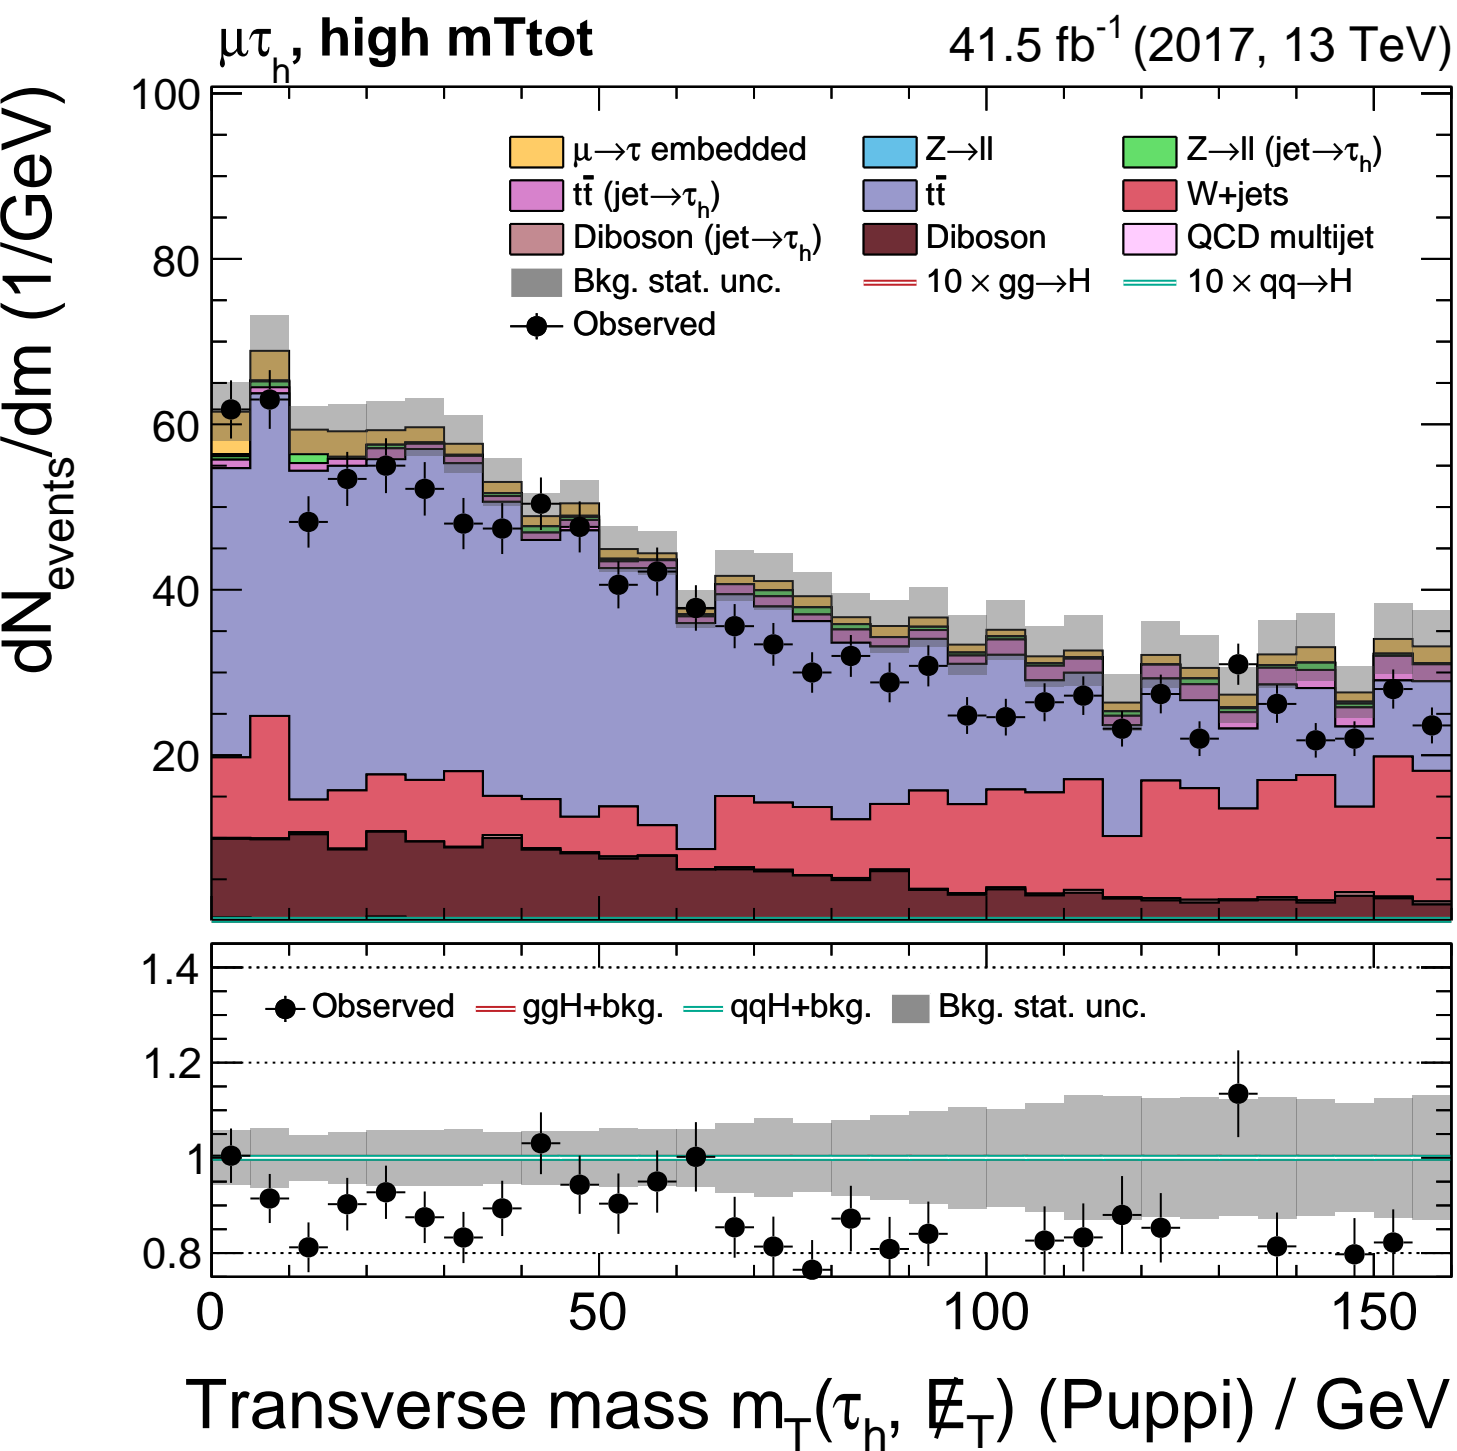 μτh, high mTtot 41.5 fb-1 (2017, 13 TeV)
dNevents/dm (1/GeV)
100
80
60
40
20
μ→τ embedded Z→ll Z→ll (jet→τh)
tt̄ (jet→τh) tt̄ W+jets
Diboson (jet→τh) Diboson QCD multijet
Bkg. stat. unc. 10 × gg→H 10 × qq→H
Observed
1.4
1.2
1
0.8
Observed ggH+bkg. qqH+bkg. Bkg. stat. unc.
0 50 100 150
Transverse mass mT(τh, E̸T) (Puppi) / GeV